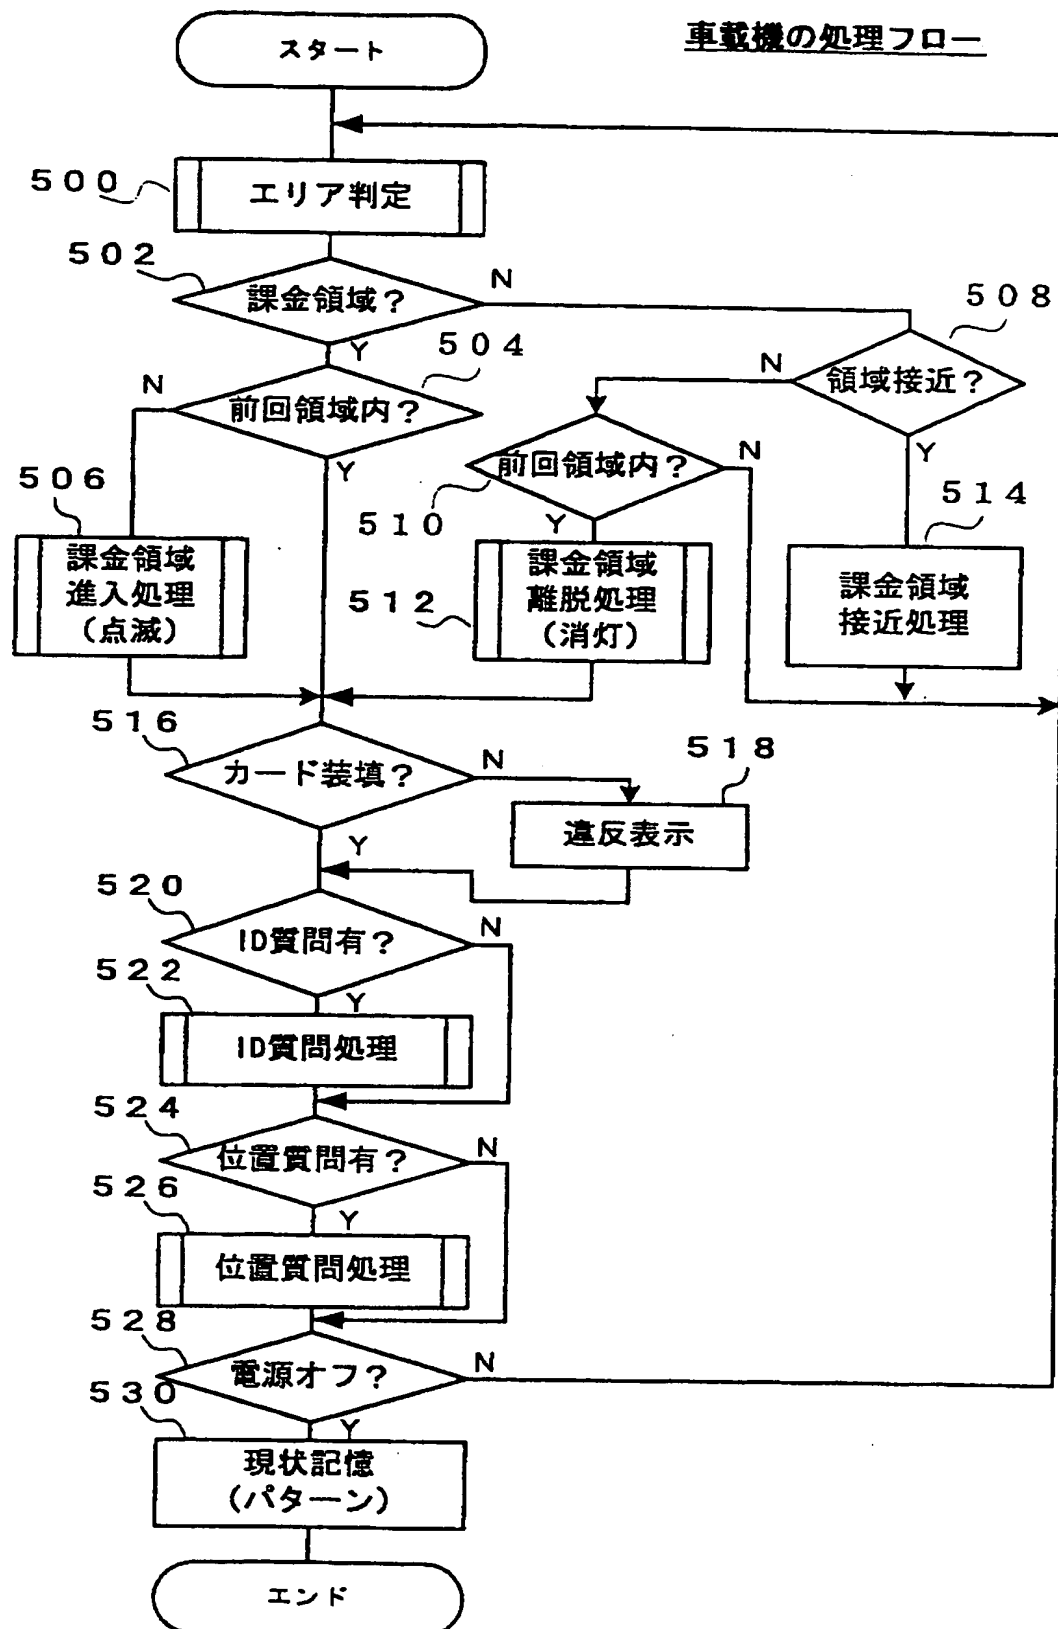 車載機の処理フロー
スタート
500
エリア判定
502
課金領域?
N
Y
504
前回領域内?
N
Y
506
課金領域
進入処理
(点滅)
508
領域接近?
N
Y
510
前回領域内?
N
Y
512
課金領域
離脱処理
(消灯)
514
課金領域
接近処理
516
カード装填?
N
Y
518
違反表示
520
ID質問有?
N
Y
522
ID質問処理
524
位置質問有?
N
Y
526
位置質問処理
528
電源オフ?
N
Y
530
現状記憶
(パターン)
エンド